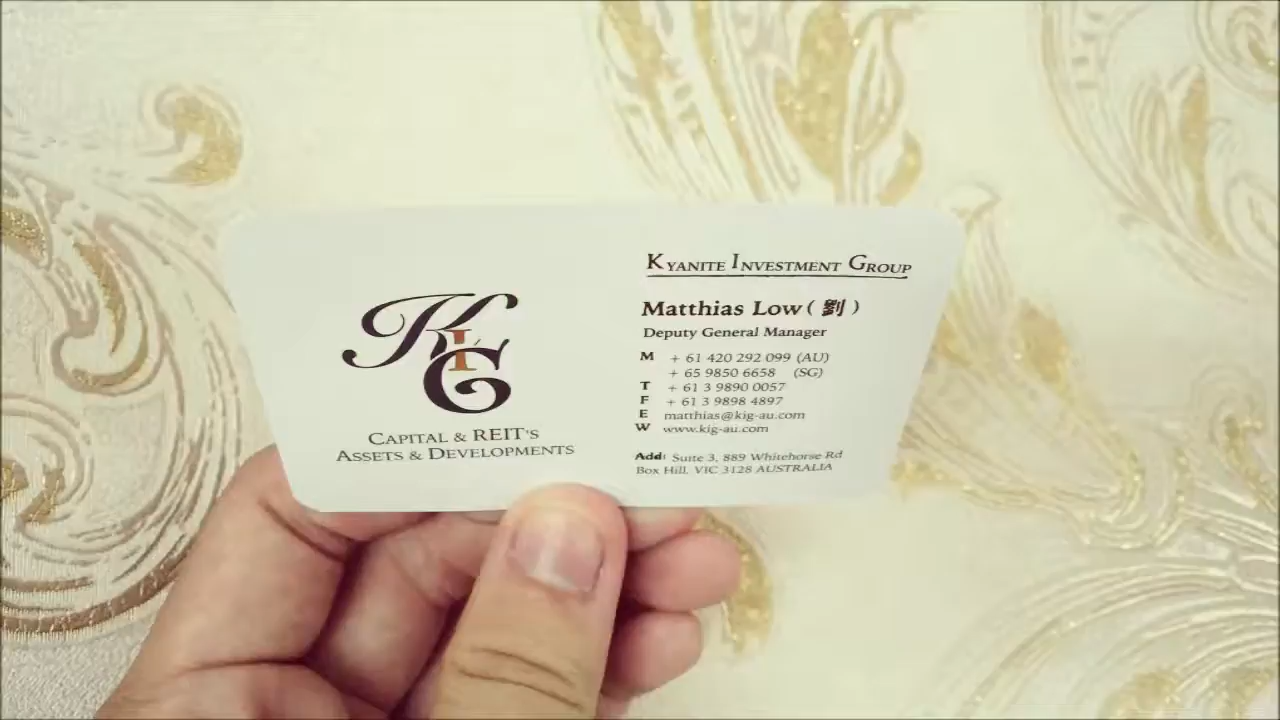 KIG
CAPITAL & REIT'S
ASSETS & DEVELOPMENTS
KYANITE INVESTMENT GROUP
Matthias Low ( 劉 )
Deputy General Manager
M + 61 420 292 099 (AU)
+ 65 9850 6658 (SG)
T + 61 3 9890 0057
F + 61 3 9898 4897
E matthias@kig-au.com
W www.kig-au.com
Add: Suite 3, 889 Whitehorse Rd
Box Hill, VIC 3128 AUSTRALIA